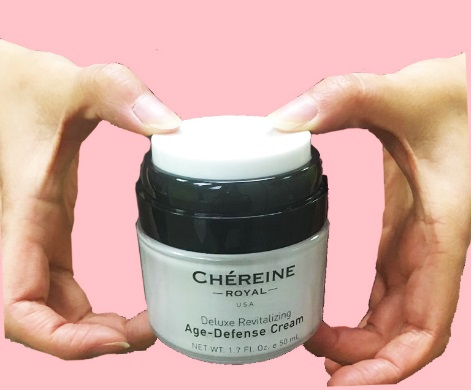 CHÉREINE
ROYAL
USA
Deluxe Revitalizing
Age-Defense Cream
NET WT. 1.7 Fl. Oz. e 50 mL